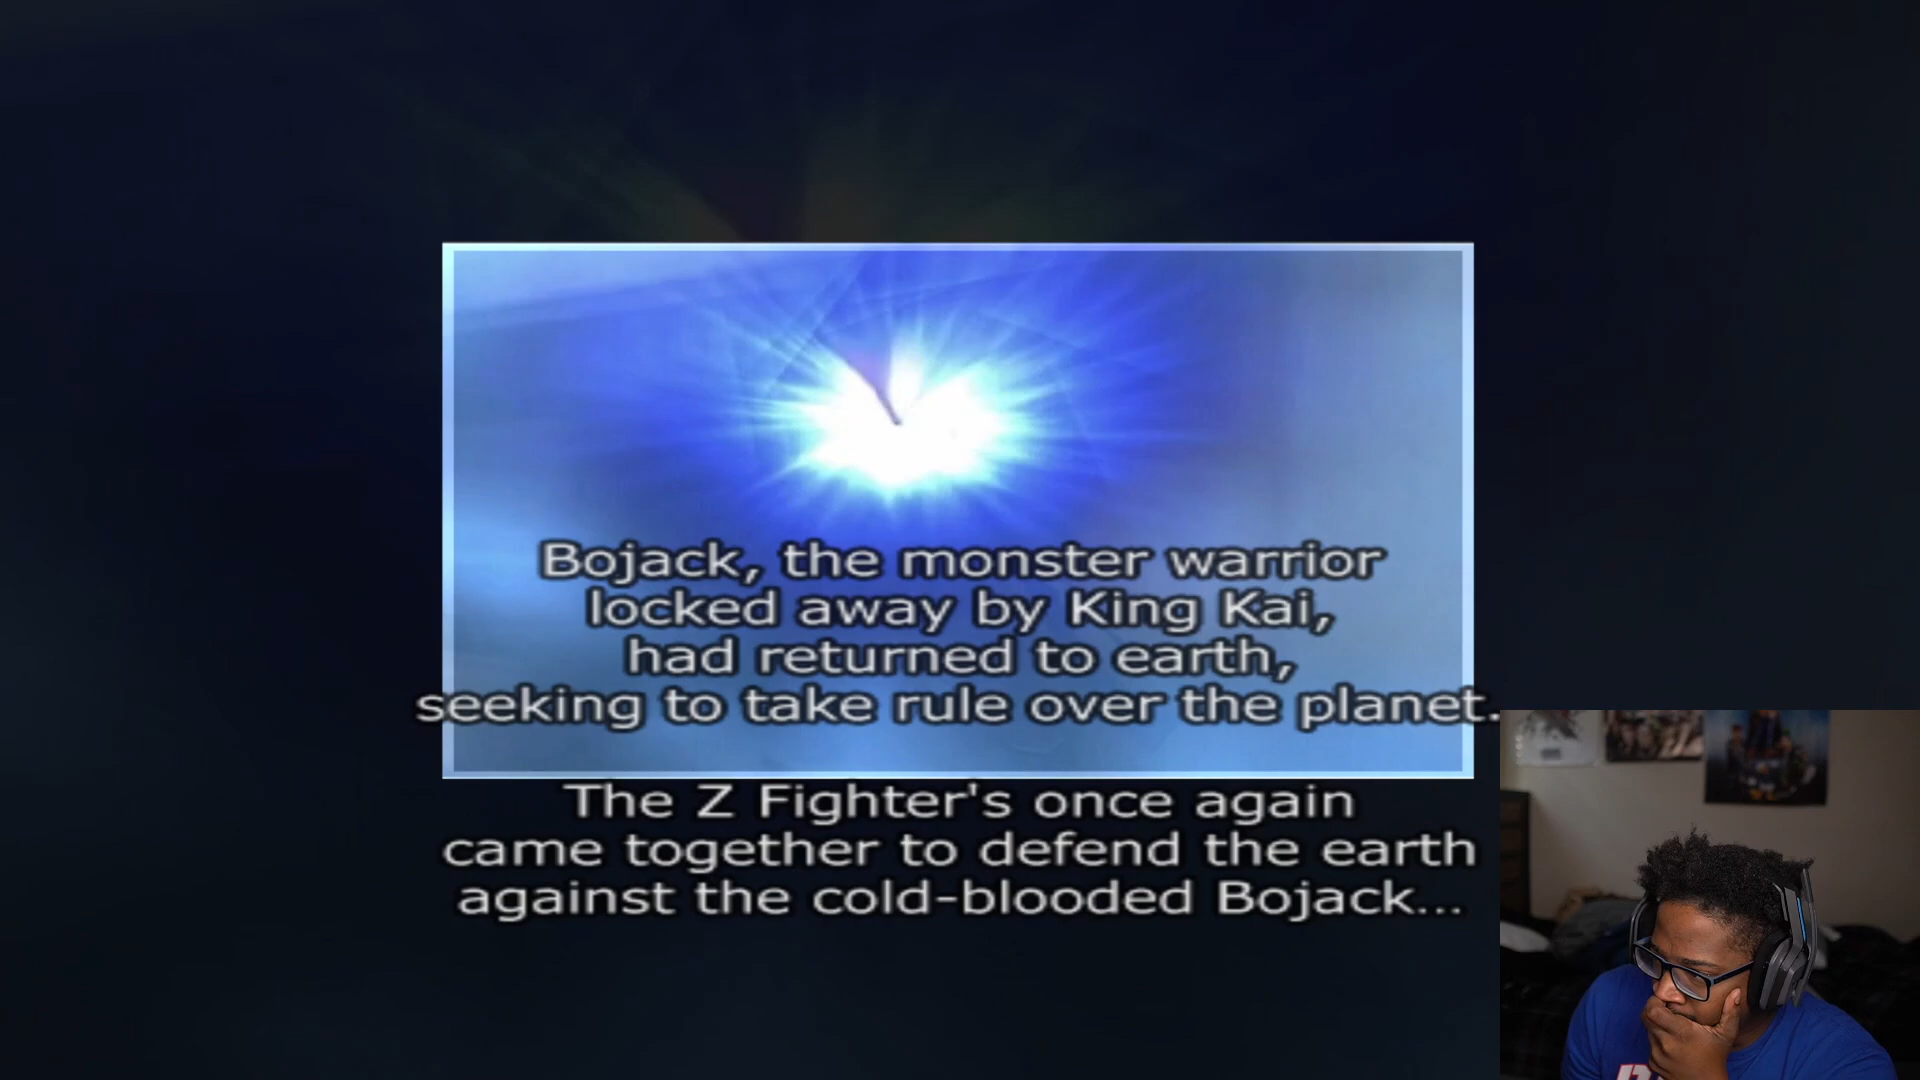 Bojack, the monster warrior
locked away by King Kai,
had returned to earth,
seeking to take rule over the planet.
The Z Fighter's once again
came together to defend the earth
against the cold-blooded Bojack...